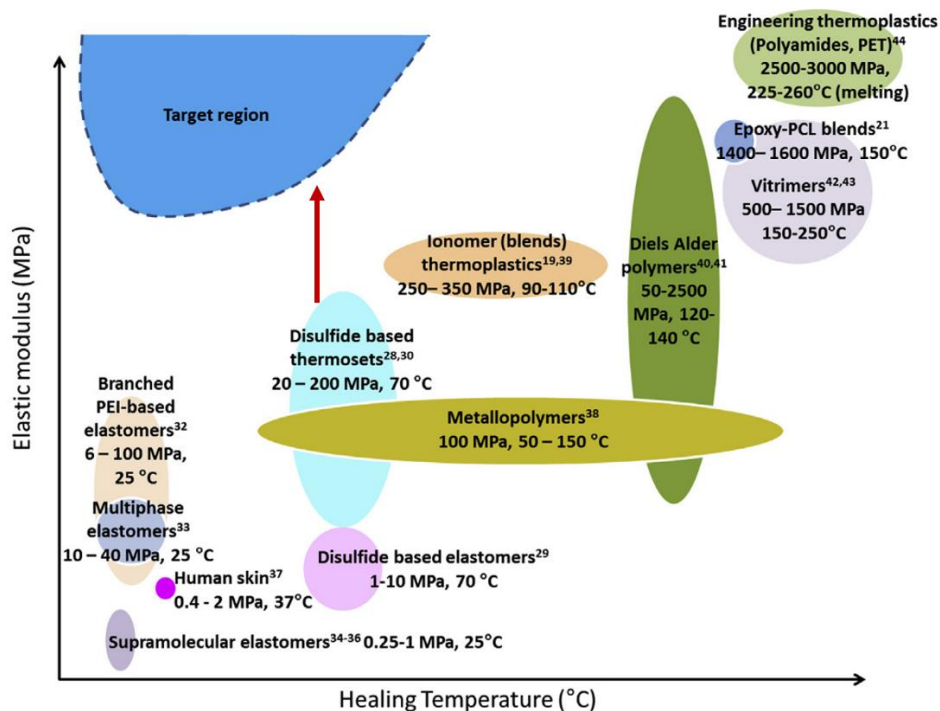 Engineering thermoplastics
(Polyamides, PET)44
2500-3000 MPa,
225-260°C (melting)
Target region
Epoxy-PCL blends21
1400– 1600 MPa, 150°C
Vitrimers42,43
500– 1500 MPa
150-250°C
Ionomer (blends)
thermoplastics19,39
250– 350 MPa, 90-110°C
Diels Alder
polymers40,41
50-2500
MPa, 120-
140 °C
Disulfide based
thermosets28,30
20 – 200 MPa, 70 °C
Branched
PEI-based
elastomers32
6 – 100 MPa,
25 °C
Metallopolymers38
100 MPa, 50 – 150 °C
Multiphase
elastomers33
10 – 40 MPa, 25 °C
Disulfide based elastomers29
1-10 MPa, 70 °C
Human skin37
0.4 - 2 MPa, 37°C
Supramolecular elastomers34-36 0.25-1 MPa, 25°C
Elastic modulus (MPa)
Healing Temperature (°C)